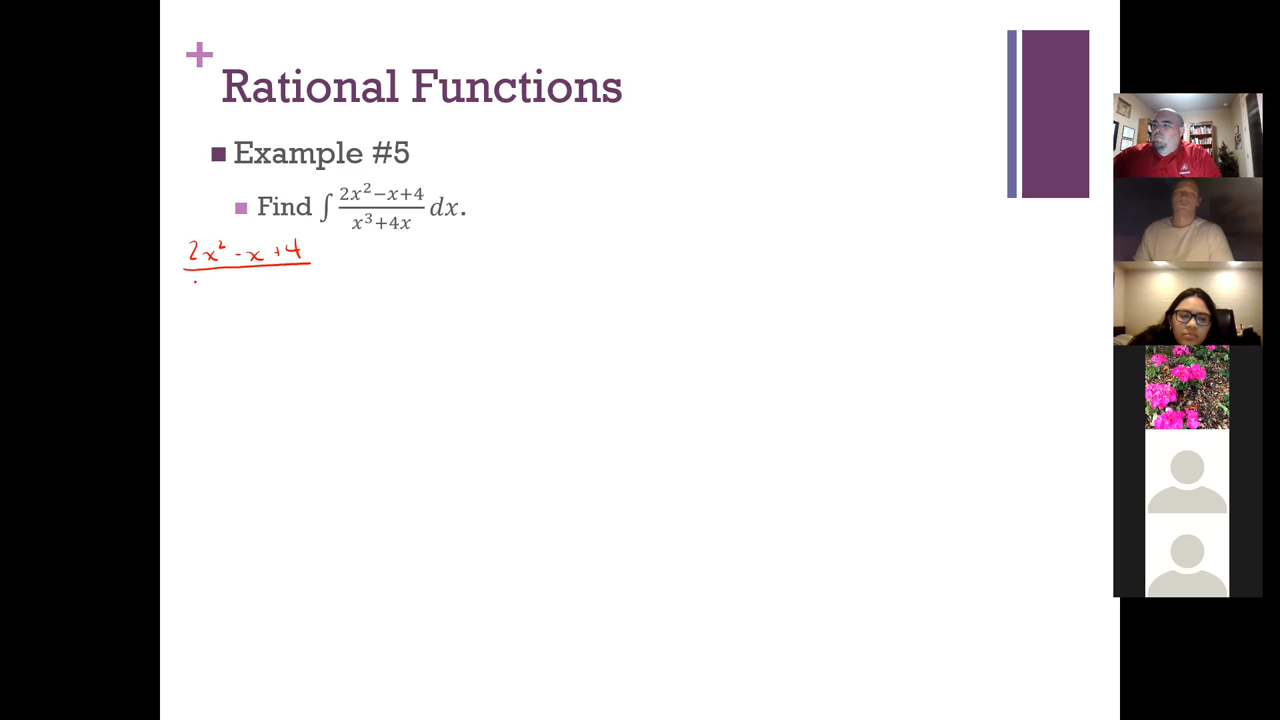 +
Rational Functions
Example #5
Find ∫ (2x²−x+4)/(x³+4x) dx.
2x² - x + 4